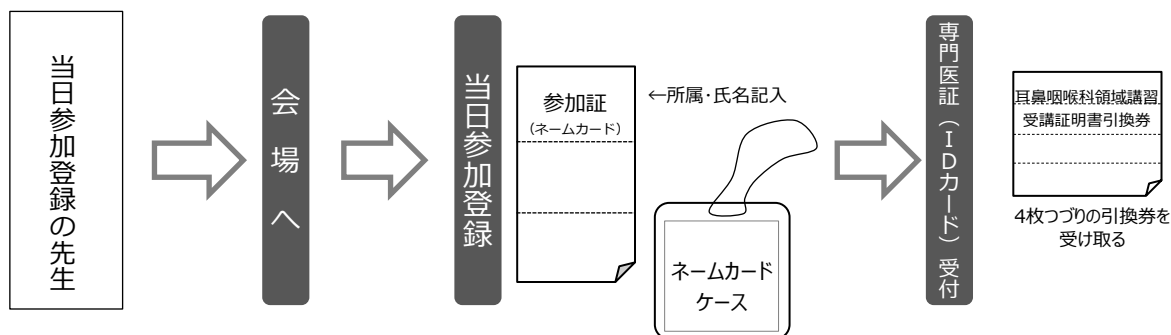 当日参加登録の先生
会場へ
当日参加登録
参加証
（ネームカード）
←所属・氏名記入
ネームカード
ケース
専門医証（IDカード）受付
耳鼻咽喉科領域講習
受講証明書引換券
4枚つづりの引換券を
受け取る